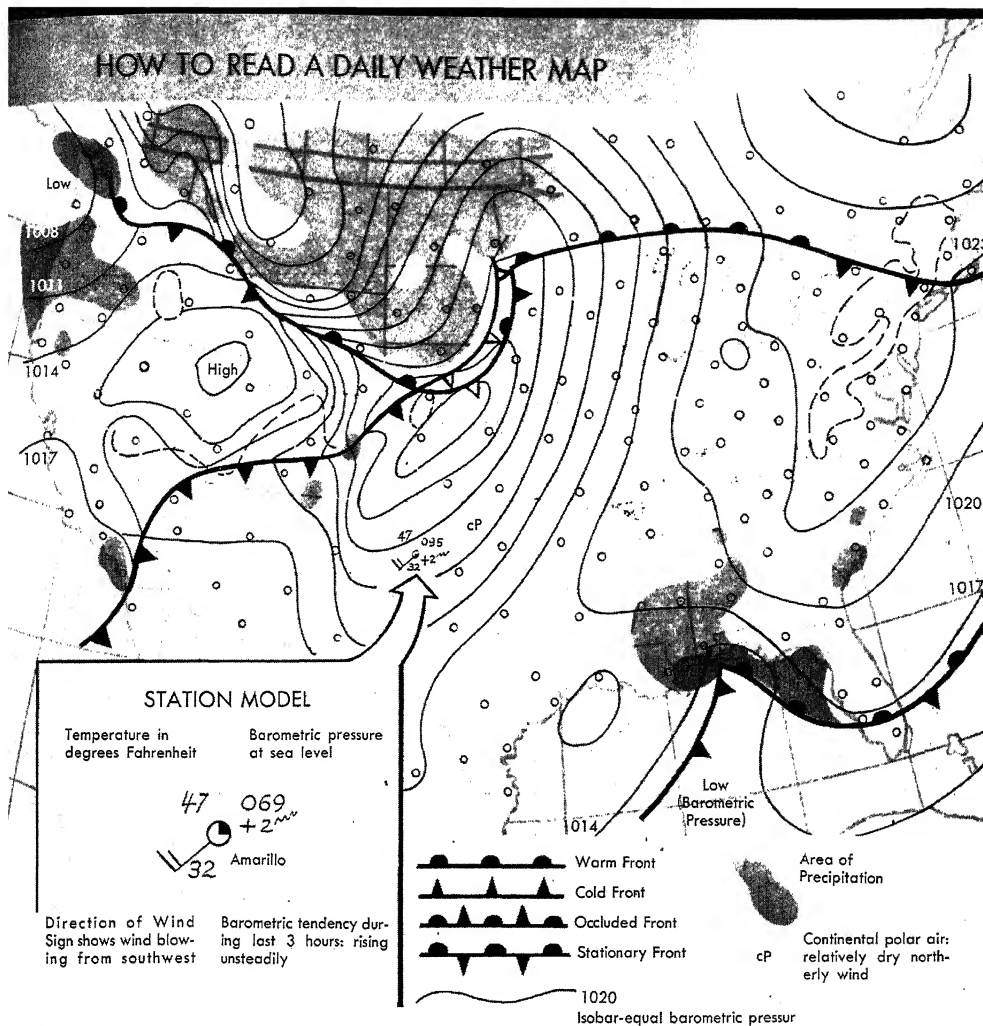 HOW TO READ A DAILY WEATHER MAP
Low
1008
1011
1014
High
1017
1023
1020
1017
cP
47 095
32 +2
STATION MODEL
Temperature in
degrees Fahrenheit
Barometric pressure
at sea level
47 069
+2
32 Amarillo
Direction of Wind
Sign shows wind blow-
ing from southwest
Barometric tendency dur-
ing last 3 hours: rising
unsteadily
Low
(Barometric
Pressure)
1014
Warm Front
Cold Front
Occluded Front
Stationary Front
1020
Isobar-equal barometric pressur
Area of
Precipitation
cP
Continental polar air:
relatively dry north-
erly wind